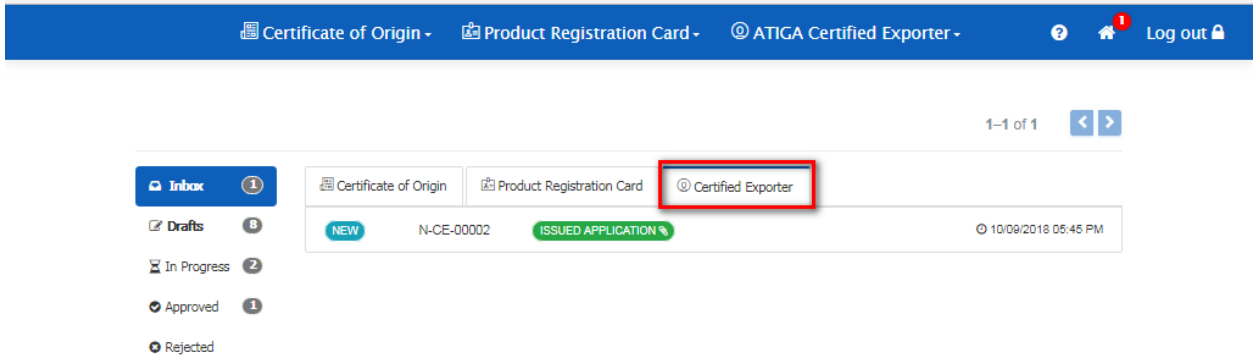 Certificate of Origin Product Registration Card ATIGA Certified Exporter 1 Log out
1–1 of 1
Inbox 1 Certificate of Origin Product Registration Card Certified Exporter
Drafts 8 NEW N-CE-00002 ISSUED APPLICATION 10/09/2018 05:45 PM
In Progress 2
Approved 1
Rejected